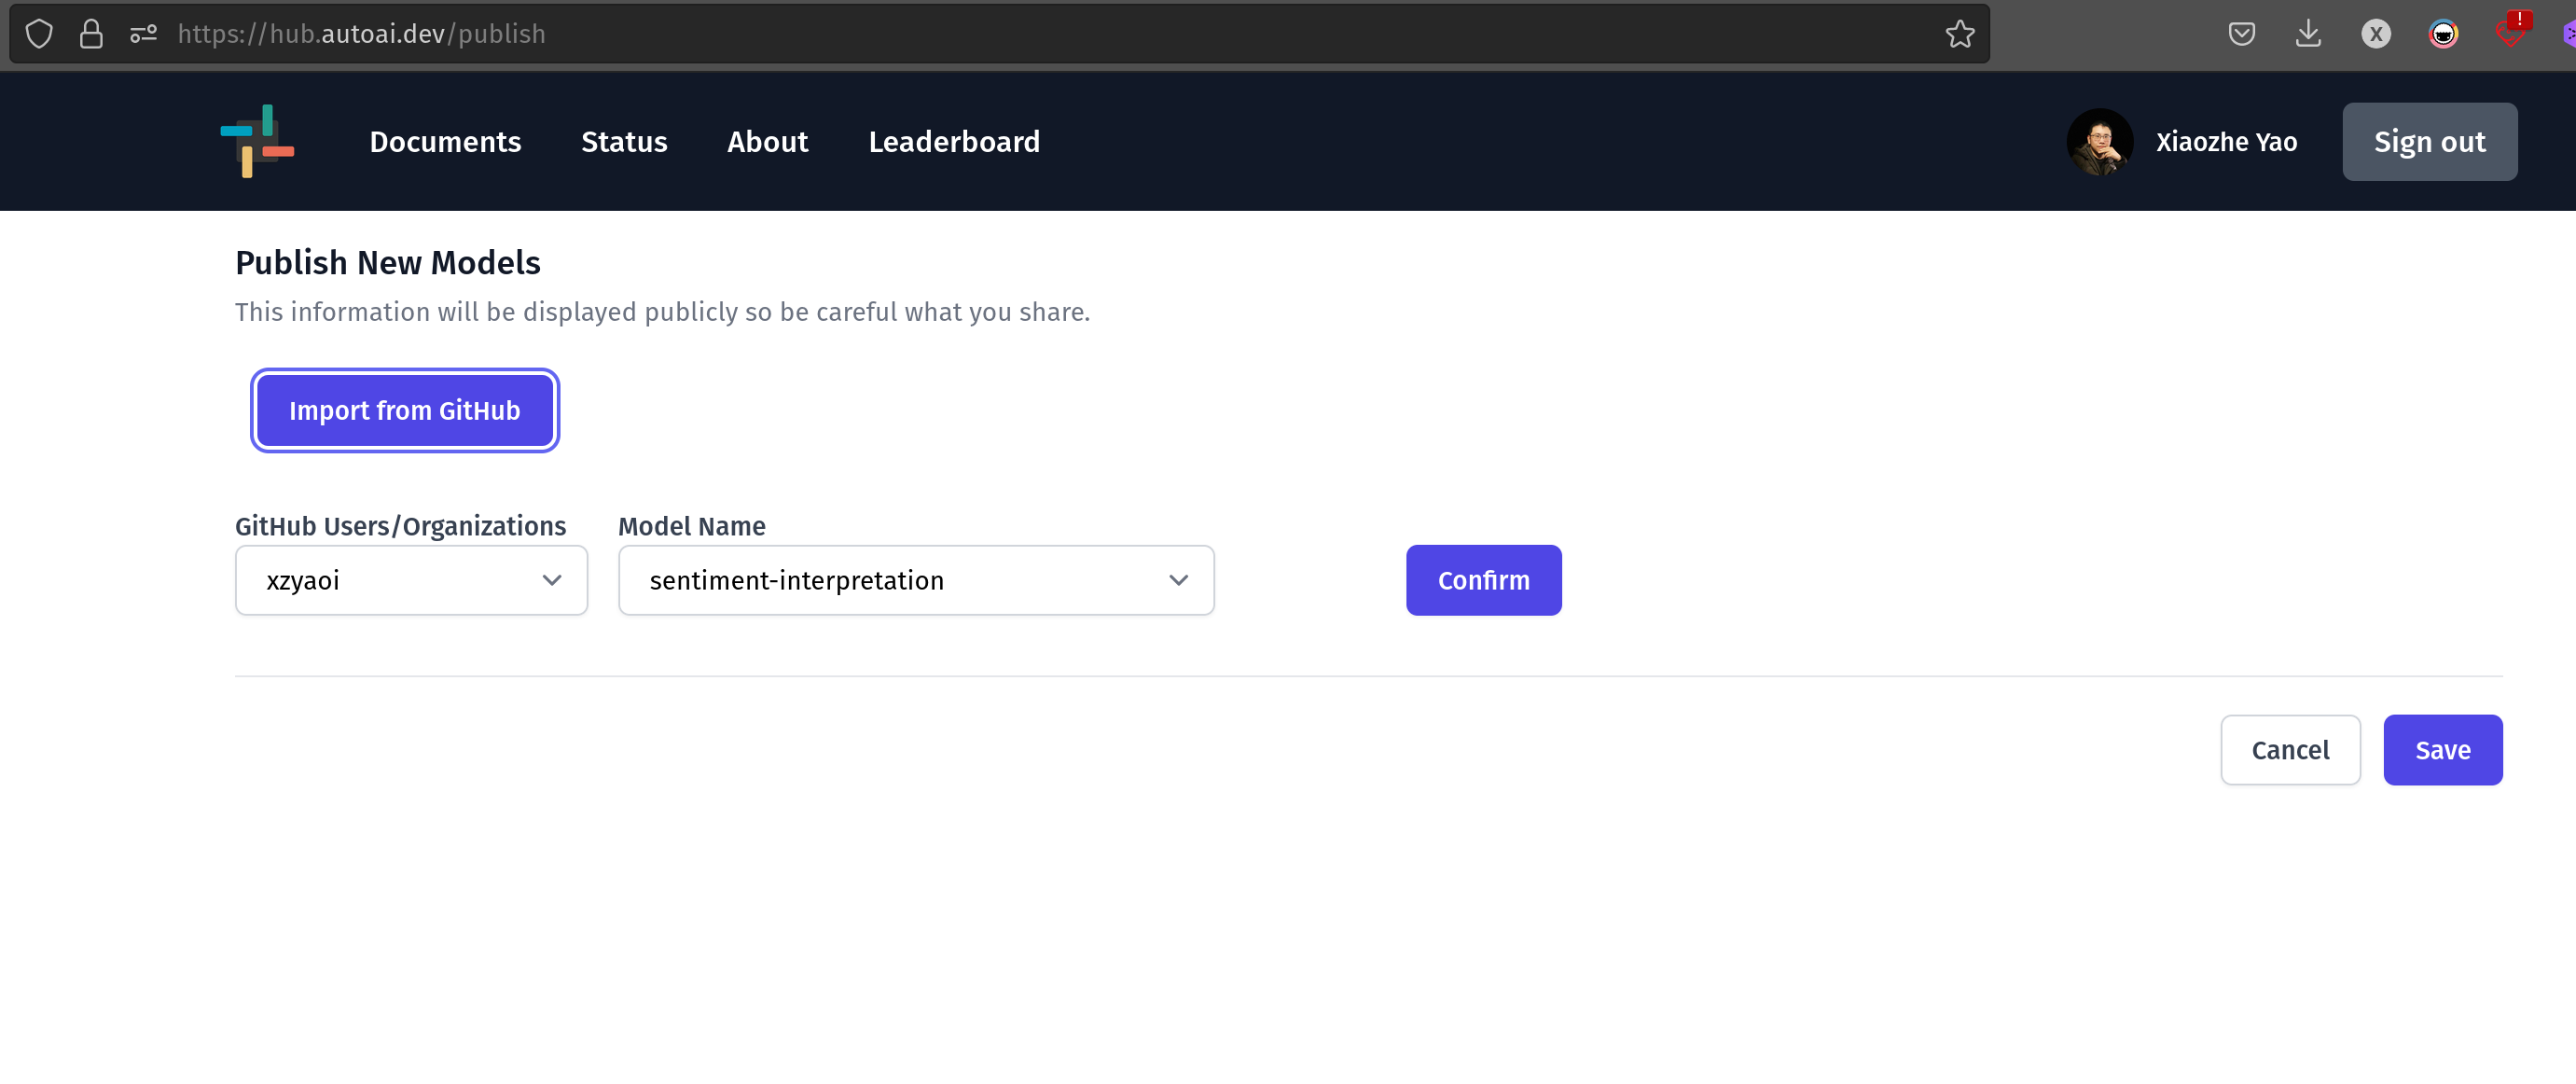 https://hub.autoai.dev/publish
X
!
Documents Status About Leaderboard Xiaozhe Yao Sign out
Publish New Models
This information will be displayed publicly so be careful what you share.
Import from GitHub
GitHub Users/Organizations Model Name
xzyaoi sentiment-interpretation Confirm
Cancel Save